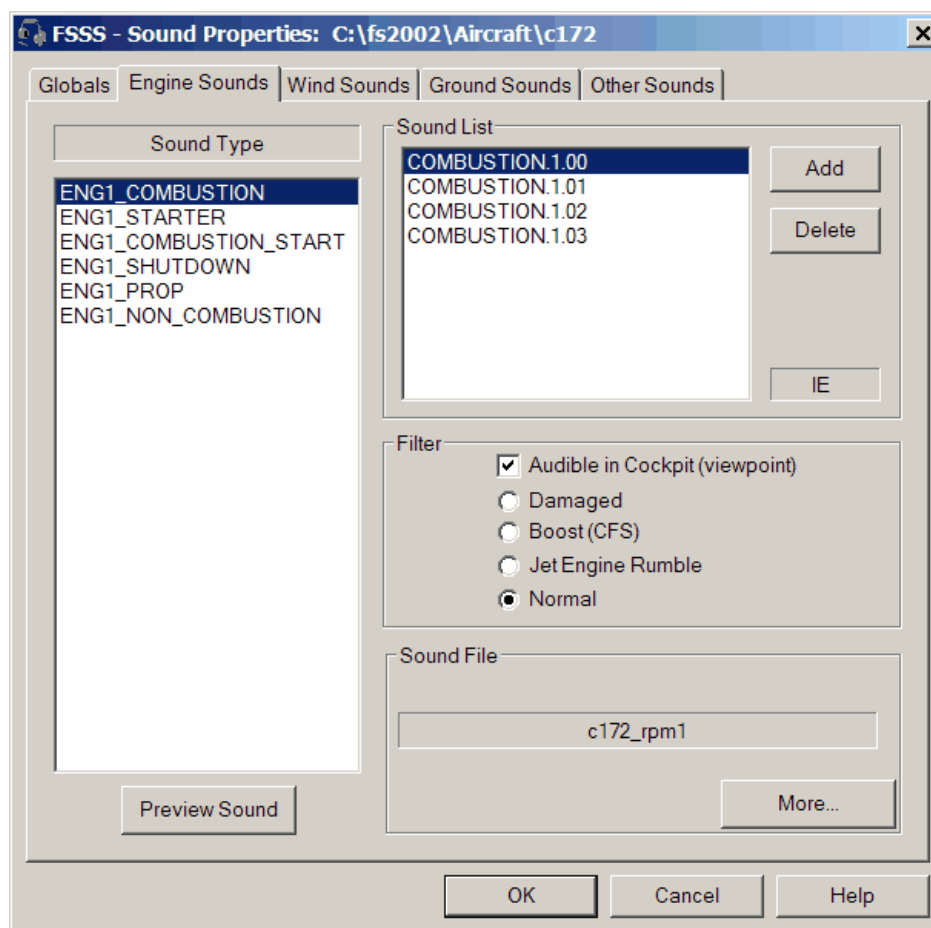 FSSS - Sound Properties: C:\fs2002\Aircraft\c172
Globals
Engine Sounds
Wind Sounds
Ground Sounds
Other Sounds
Sound Type
ENG1_COMBUSTION
ENG1_STARTER
ENG1_COMBUSTION_START
ENG1_SHUTDOWN
ENG1_PROP
ENG1_NON_COMBUSTION
Preview Sound
Sound List
COMBUSTION.1.00
COMBUSTION.1.01
COMBUSTION.1.02
COMBUSTION.1.03
Add
Delete
IE
Filter
Audible in Cockpit (viewpoint)
Damaged
Boost (CFS)
Jet Engine Rumble
Normal
Sound File
c172_rpm1
More...
OK
Cancel
Help